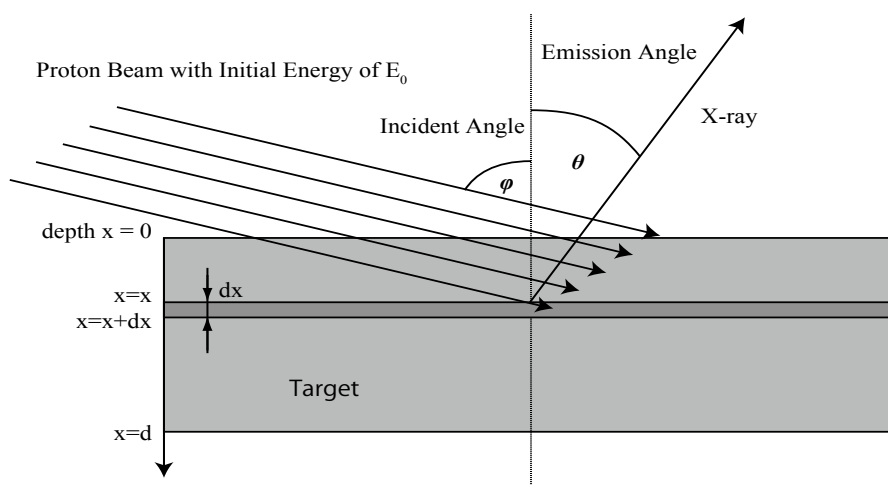 Emission Angle
Proton Beam with Initial Energy of E₀
X-ray
Incident Angle
θ
φ
depth x = 0
x=x
dx
x=x+dx
Target
x=d